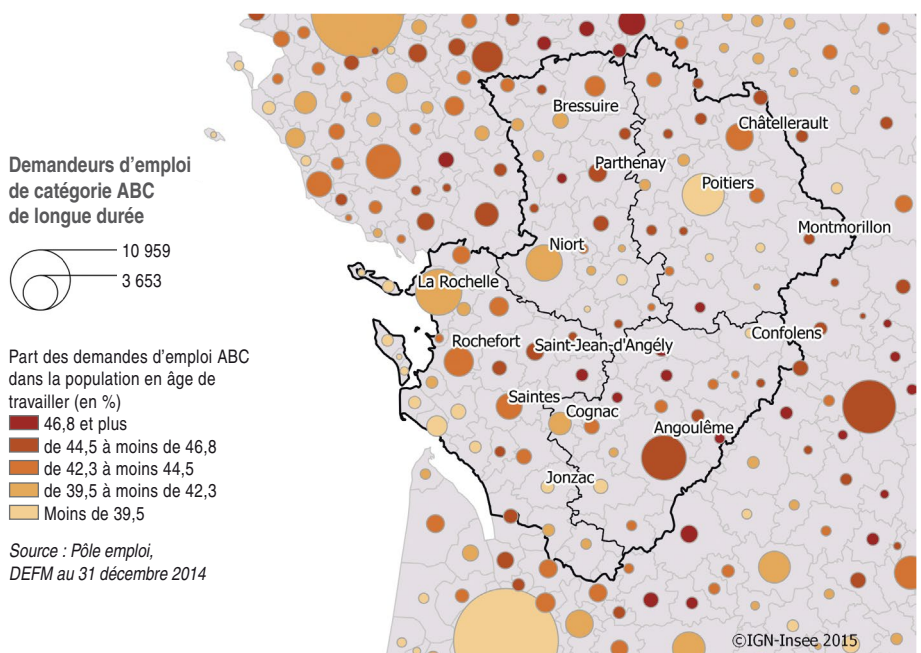 Demandeurs d'emploi
de catégorie ABC
de longue durée
10 959
3 653
Part des demandes d'emploi ABC
dans la population en âge de
travailler (en %)
46,8 et plus
de 44,5 à moins de 46,8
de 42,3 à moins de 44,5
de 39,5 à moins de 42,3
Moins de 39,5
Source : Pôle emploi,
DEFM au 31 décembre 2014
Bressuire
Châtellerault
Parthenay
Poitiers
Montmorillon
Niort
La Rochelle
Confolens
Rochefort
Saint-Jean-d'Angély
Saintes
Cognac
Angoulême
Jonzac
©IGN-Insee 2015